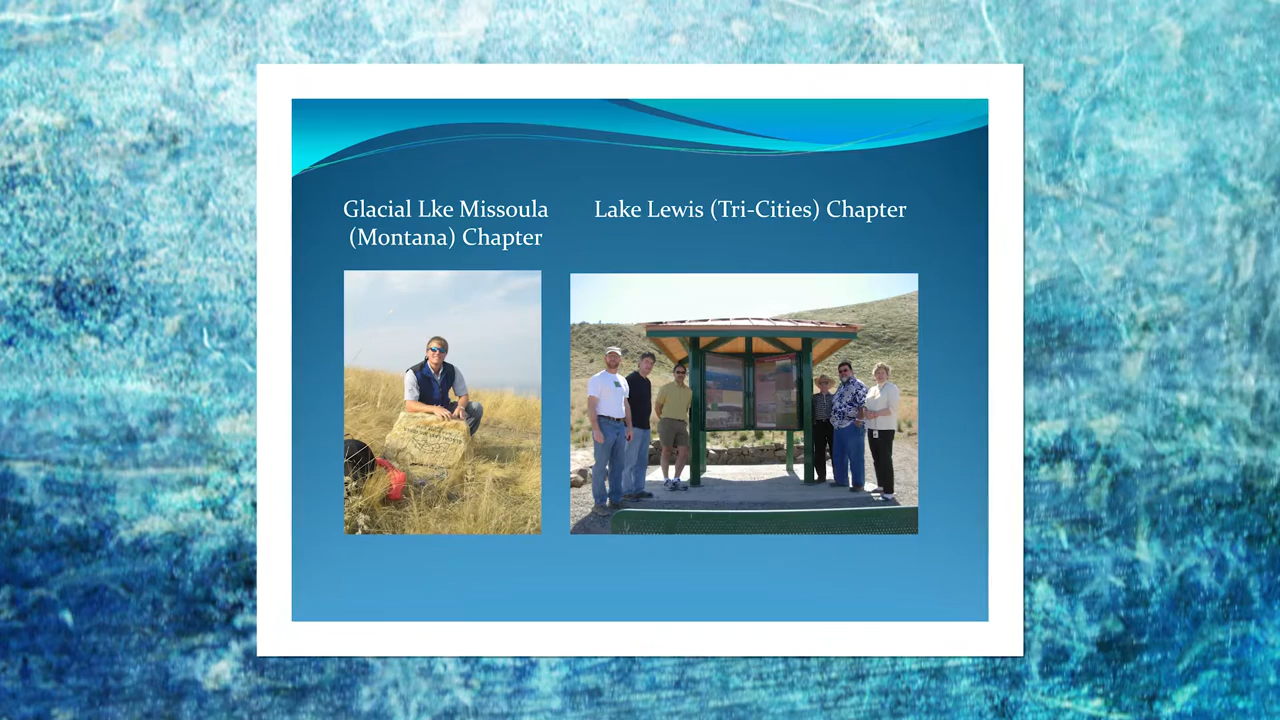 Glacial Lke Missoula
(Montana) Chapter
Lake Lewis (Tri-Cities) Chapter